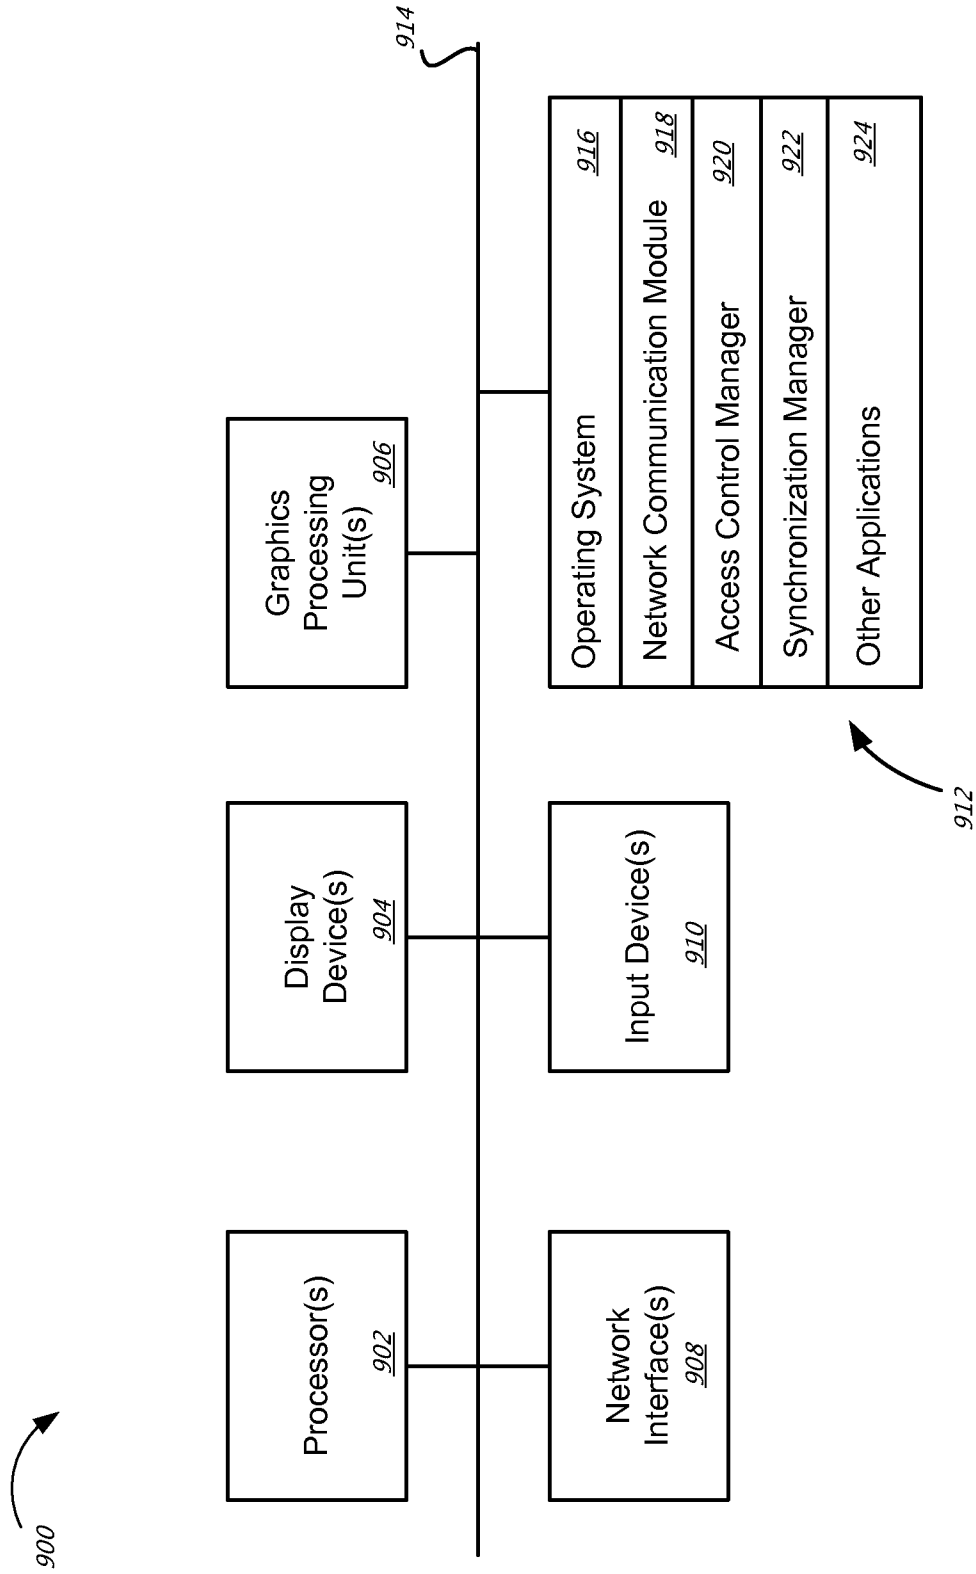 900
Processor(s)
902
Display
Device(s)
904
Graphics
Processing
Unit(s)
906
914
Network
Interface(s)
908
Input Device(s)
910
912
Operating System 916
Network Communication Module 918
Access Control Manager 920
Synchronization Manager 922
Other Applications 924